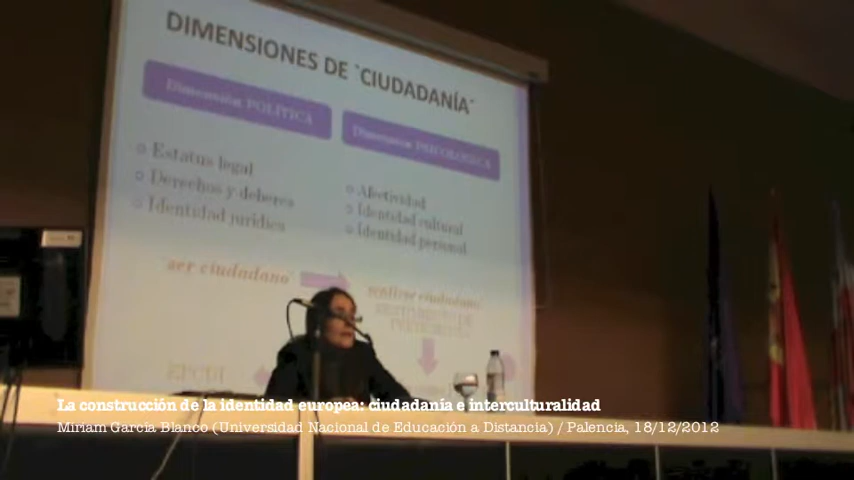 DIMENSIONES DE ¨CIUDADANÍA¨
Dimensión POLÍTICA
Dimensión PSICOLÓGICA
Estatus legal
Derechos y deberes
Identidad jurídica
Afectividad
Identidad cultural
Identidad personal
ser ciudadano
sentirse ciudadano
SENTIMIENTO DE
La construcción de la identidad europea: ciudadanía e interculturalidad
Miriam García Blanco (Universidad Nacional de Educación a Distancia) / Palencia, 18/12/2012